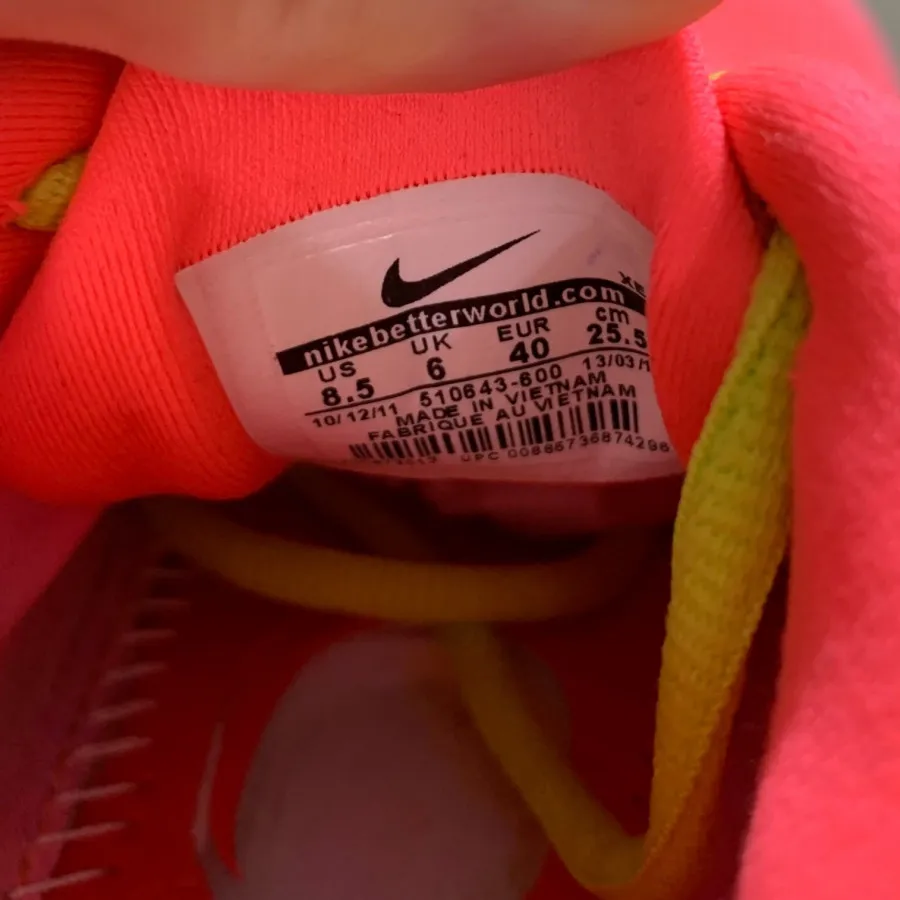 nikebetterworld.com
US UK EUR cm
8.5 6 40 25.5
10/12/11 510643-600
MADE IN VIETNAM
FABRIQUE AU VIETNAM
UPC